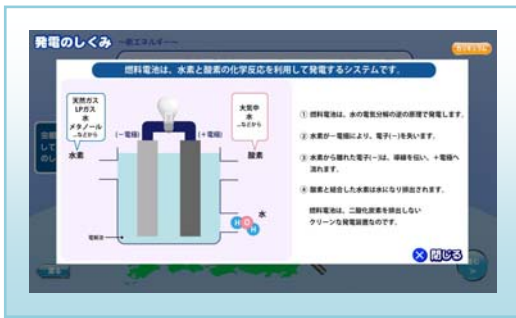 発電のしくみ ～新エネルギー～
燃料電池は、水素と酸素の化学反応を利用して発電するシステムです。
天然ガス
LPガス
水
メタノール
…などから
水素
(－電極)
(＋電極)
大気中
水
…などから
酸素
水
H O H
電解液
① 燃料電池は、水の電気分解の逆の原理で発電します。
② 水素が－電極により、電子(－)を失います。
③ 水素から離れた電子(－)は、導線を伝い、＋電極へ
流れます。
④ 酸素と結合した水素は水になり排出されます。
燃料電池は、二酸化炭素を排出しない
クリーンな発電装置なのです。
閉じる
戻る